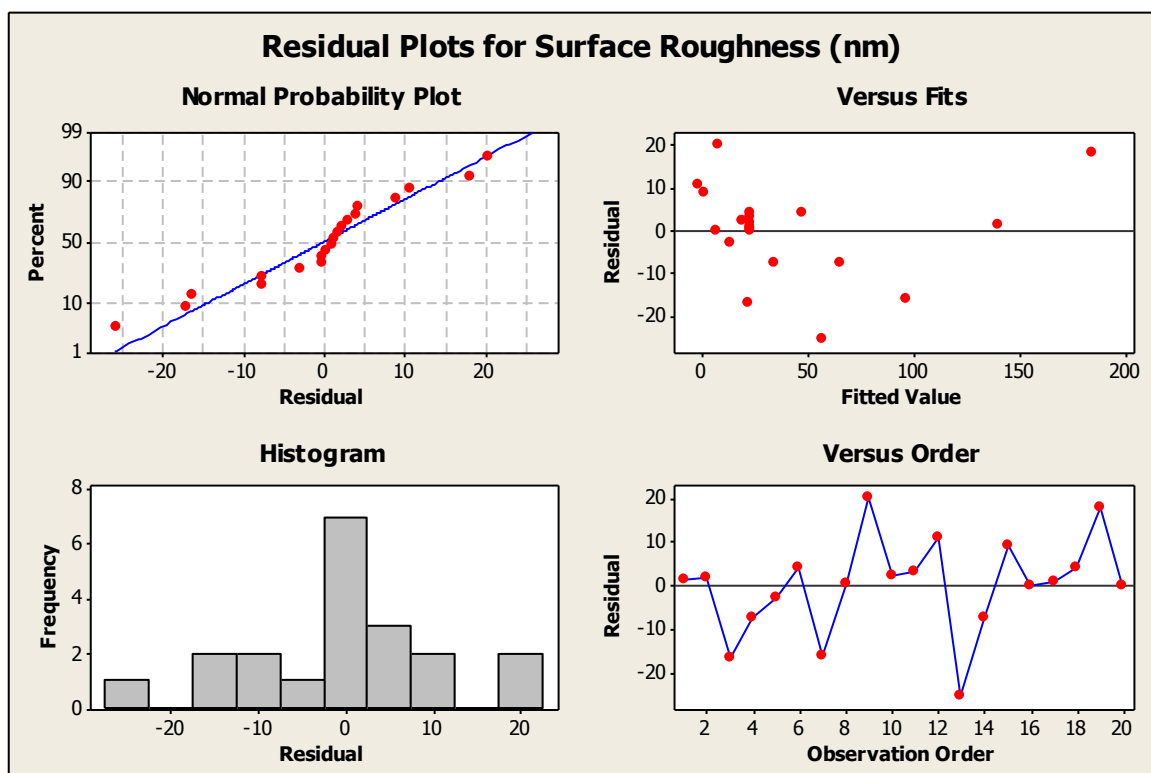 Residual Plots for Surface Roughness (nm)
Normal Probability Plot
99
90
50
10
1
Percent
-20 -10 0 10 20
Residual
Versus Fits
20
10
0
-10
-20
Residual
0 50 100 150 200
Fitted Value
Histogram
8
6
4
2
0
Frequency
-20 -10 0 10 20
Residual
Versus Order
20
10
0
-10
-20
Residual
2 4 6 8 10 12 14 16 18 20
Observation Order